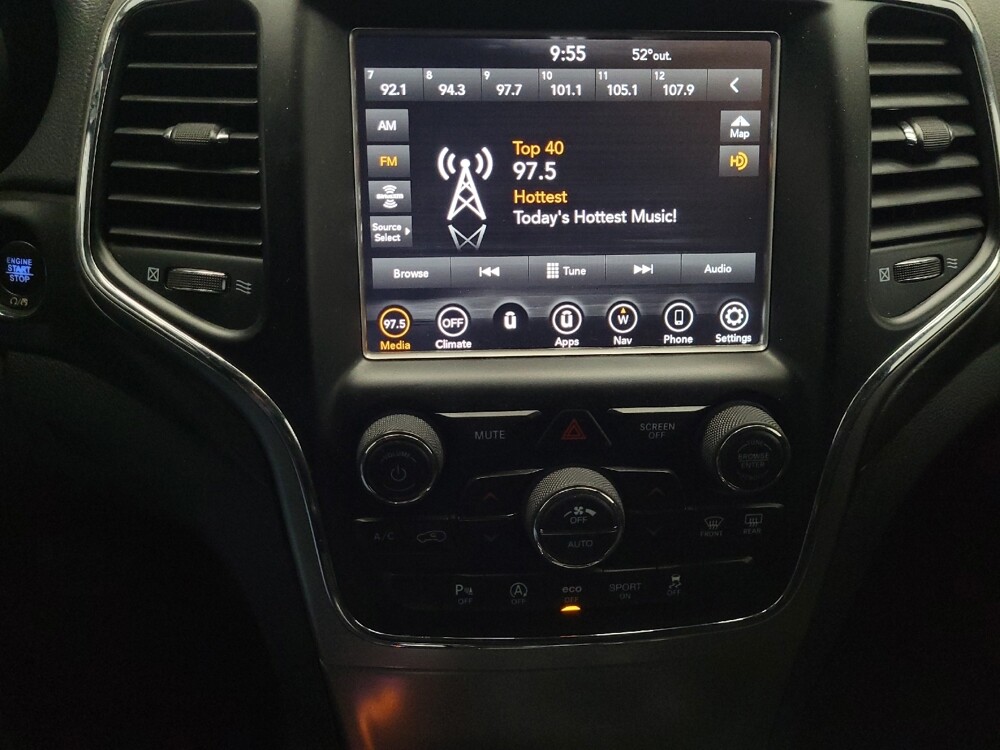 9:55 52°out.
7 8 9 10 11 12
92.1 94.3 97.7 101.1 105.1 107.9
AM
Map
FM
HD
Top 40
97.5
Hottest
Today's Hottest Music!
Source
Select
Browse Tune Audio
97.5 OFF W
Media Climate Apps Nav Phone Settings
ENGINE
START
STOP
MUTE
SCREEN
OFF
BROWSE
ENTER
OFF
AUTO
A/C
FRONT REAR
P eco SPORT
OFF OFF OFF ON OFF